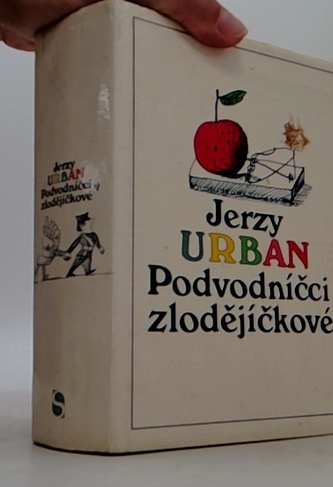 Jerzy
URBAN
Podvodníčci
zlodějíčkové
Jerzy
URBAN
Podvodníčci
zlodějíčkové
S